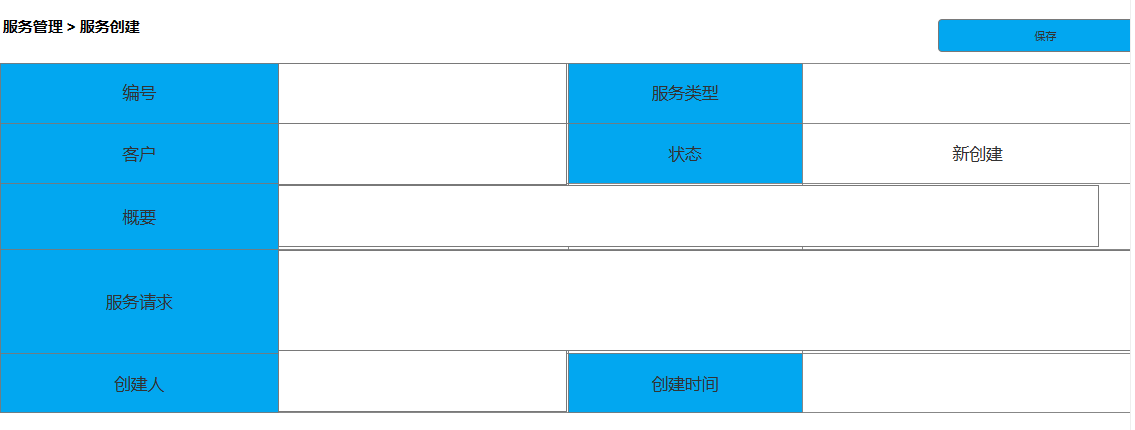 服务管理 > 服务创建
保存
编号 服务类型
客户 状态 新创建
概要
服务请求
创建人 创建时间